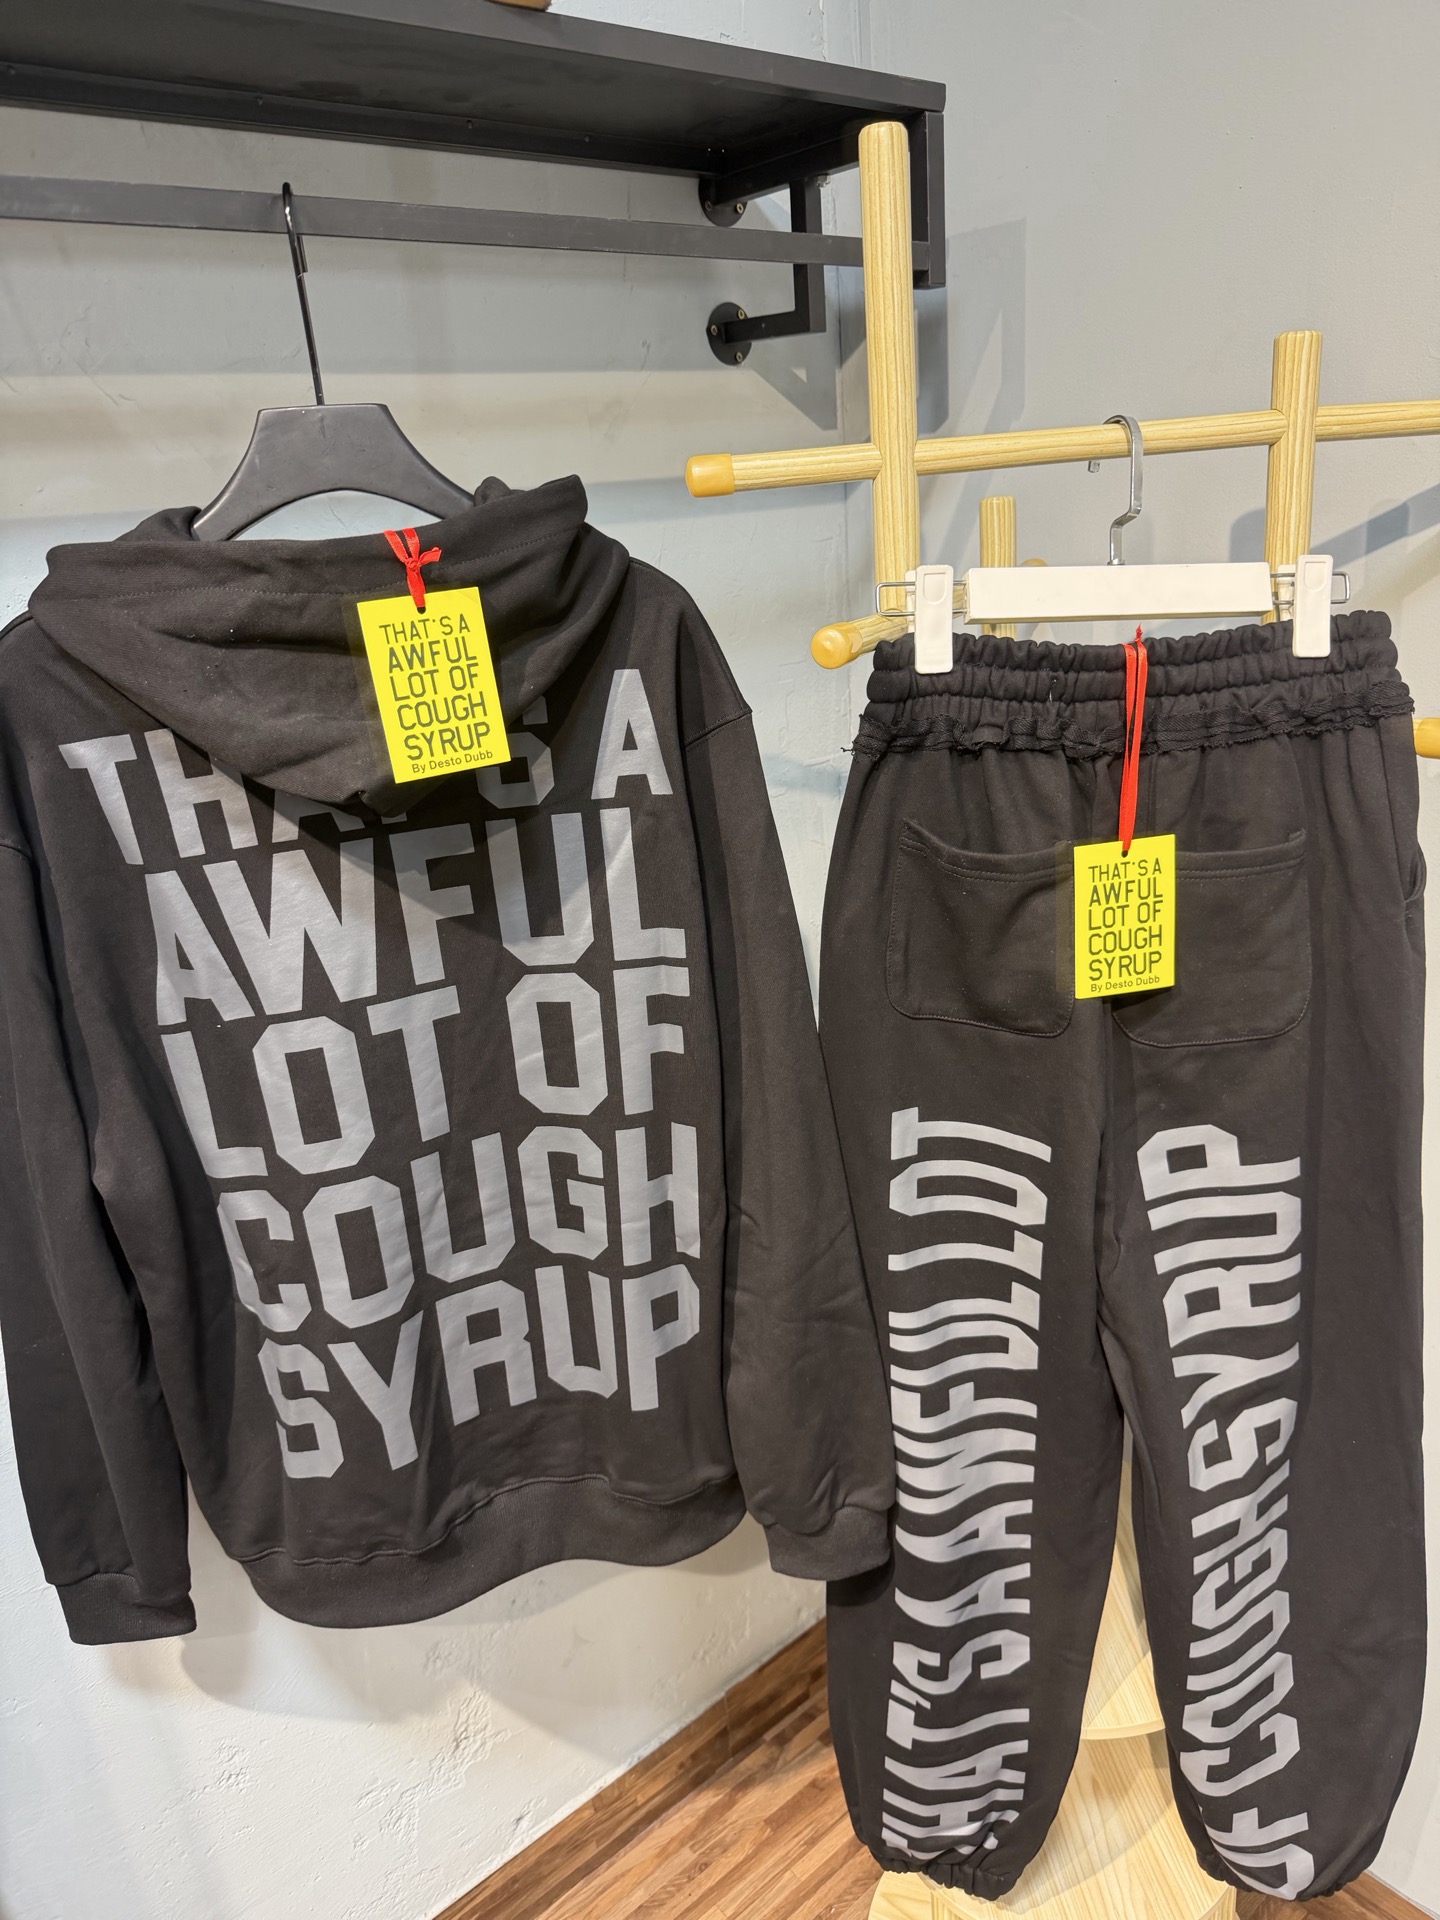 THAT'S A
AWFUL
LOT OF
COUGH
SYRUP
By Desto Dubb
THAT'S A
AWFUL
LOT OF
COUGH
SYRUP
THAT'S A
AWFUL
LOT OF
COUGH
SYRUP
By Desto Dubb
THAT'S A AWFUL LOT
OF COUGH SYRUP